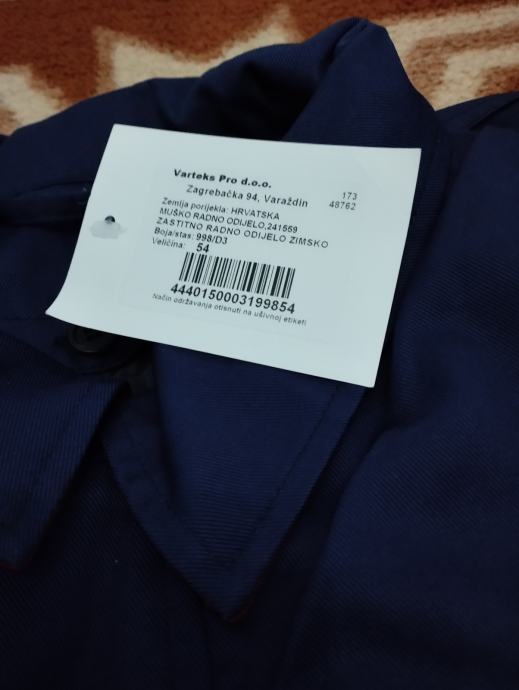 Varteks Pro d.o.o.
Zagrebačka 94, Varaždin
173
48762
Zemlja porijekla: HRVATSKA
MUŠKO RADNO ODIJELO,241559
ZASTITNO RADNO ODIJELO ZIMSKO
Boja/stas: 998/D3
Veličina: 54
4440150003199854
Način održavanja otisnuti na ušivnoj etiketi